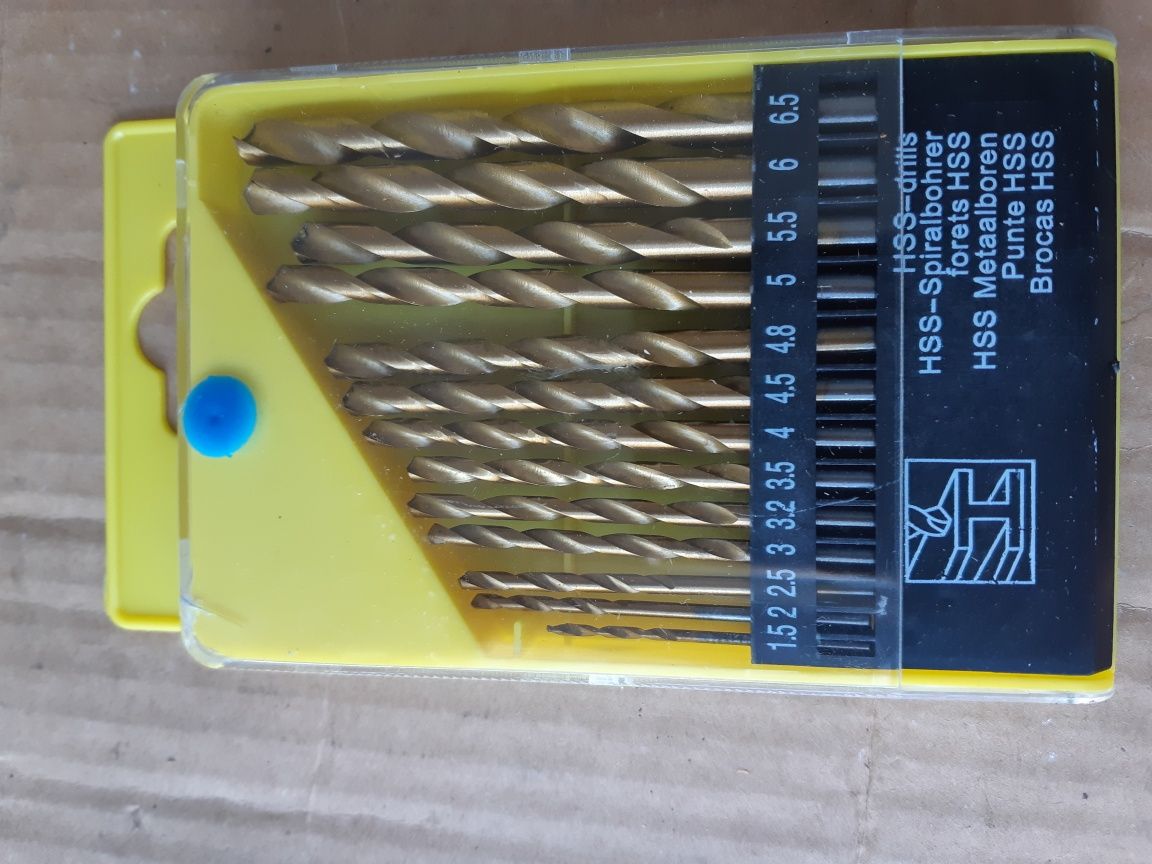 1.5 2 2.5 3 3.2 3.5 4 4.5 4.8 5 5.5 6 6.5
HSS-drills
HSS-Spiralbohrer
forets HSS
HSS Metaalboren
Punte HSS
Brocas HSS